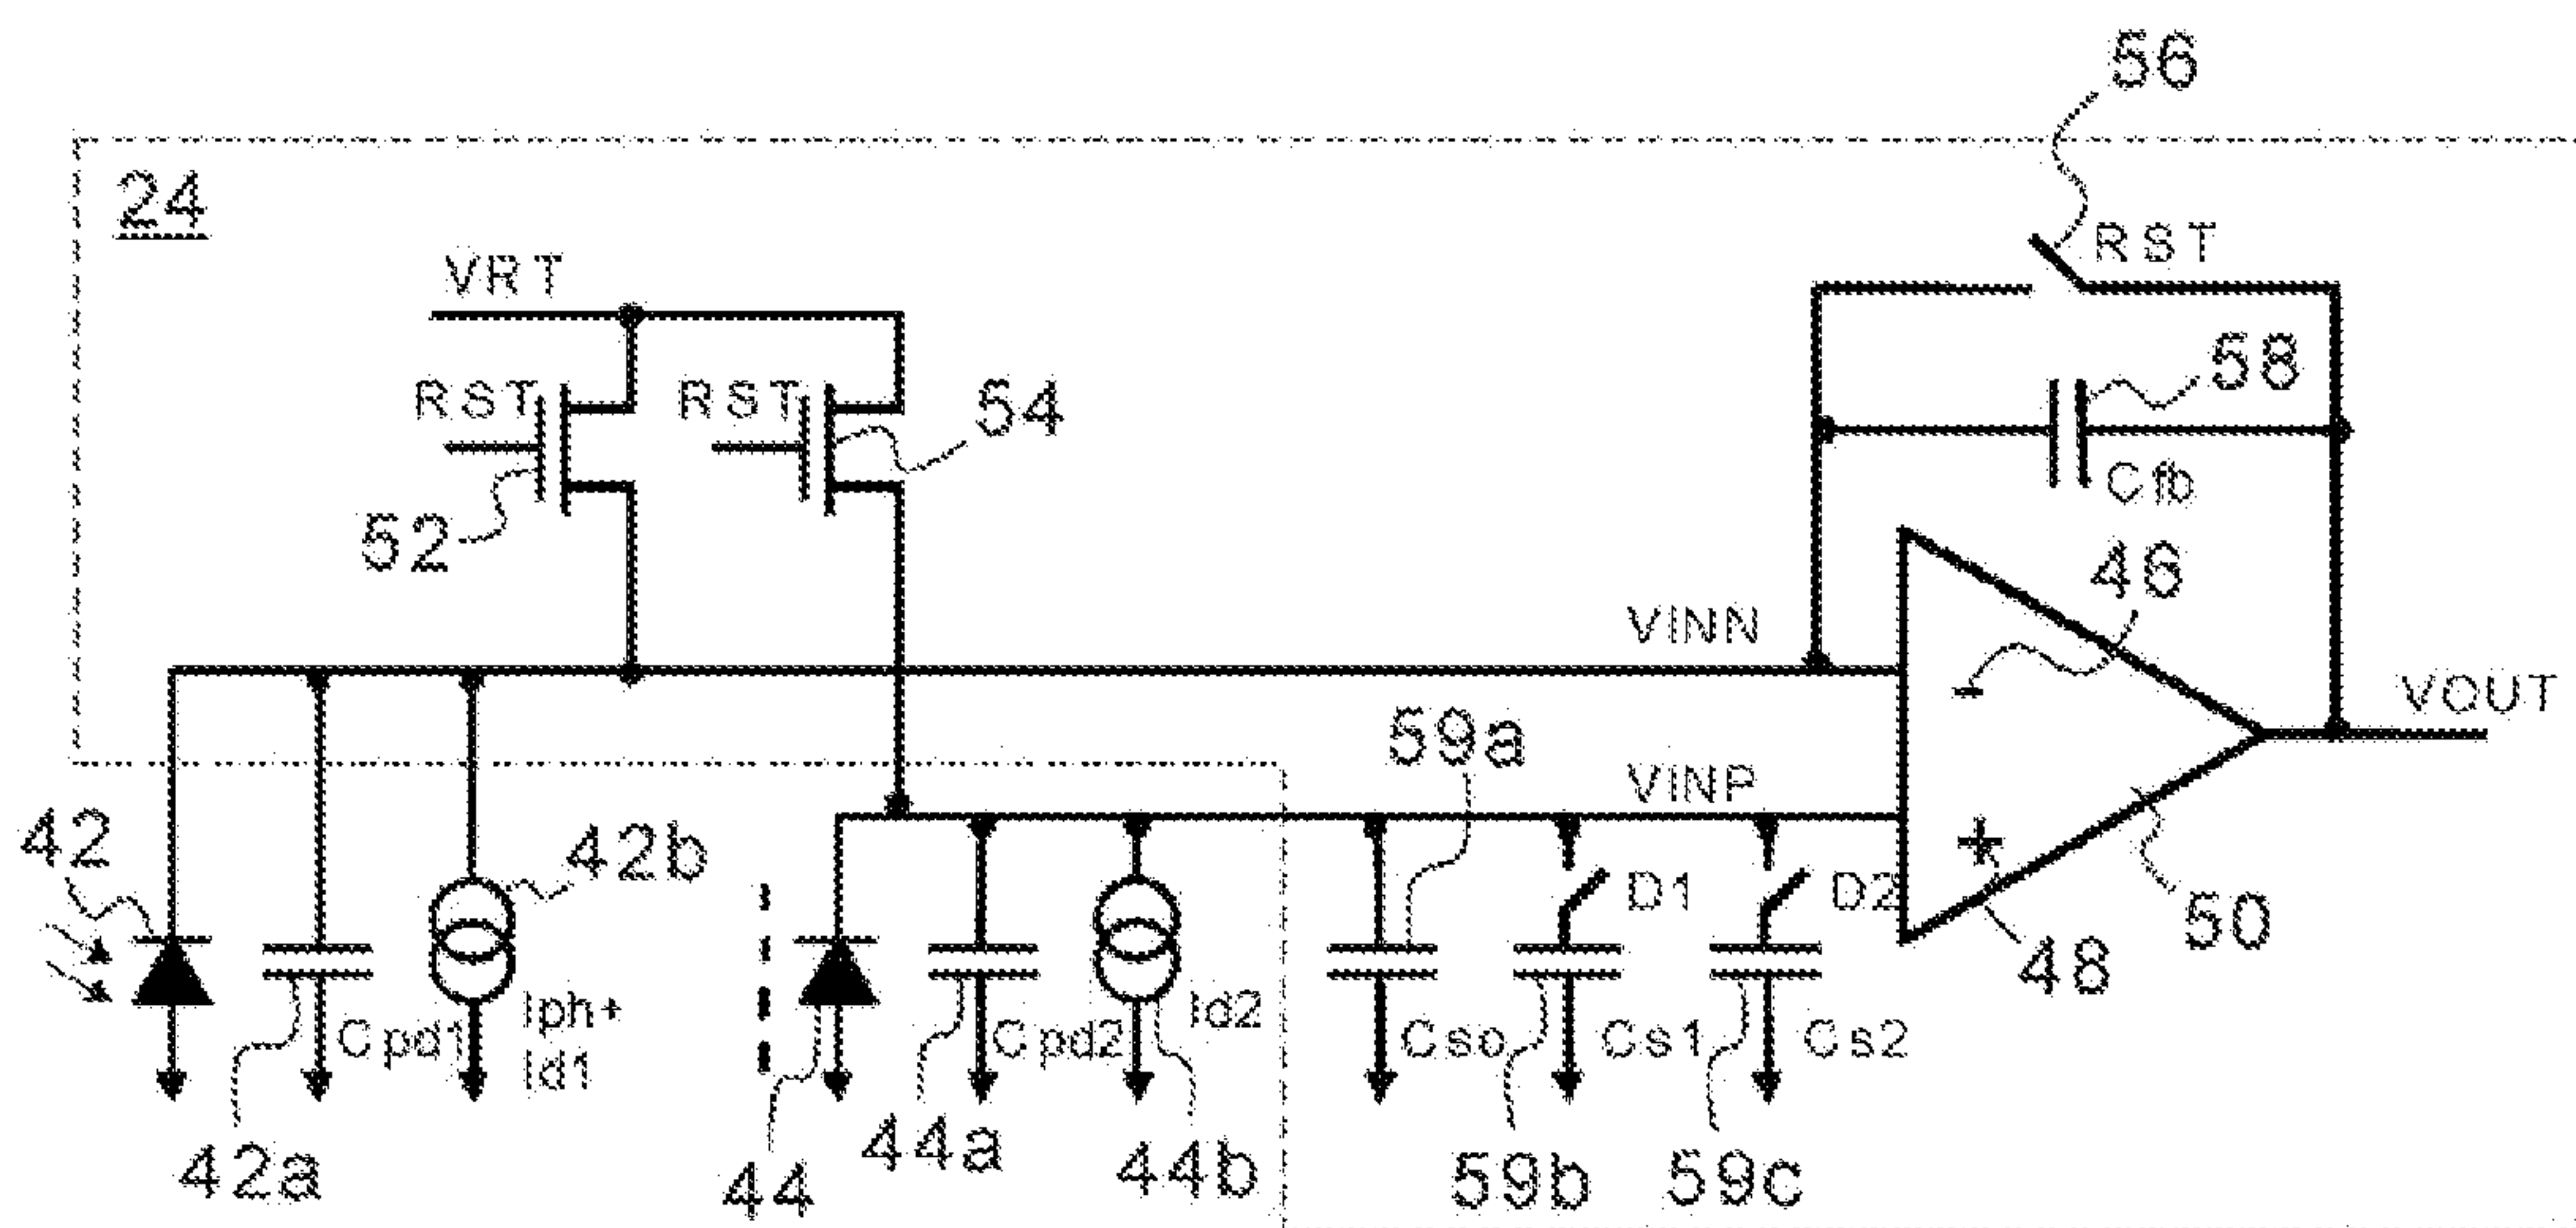 56
24
RST
VRT
58
RST
RST
54
Cfb
52
46
VINN
VOUT
59a
VINP
42
42b
D1
D2
50
48
Cpd1
Iph+
Id1
Cpd2
Id2
Cso
Cs1
Cs2
42a
44
44a
44b
59b
59c